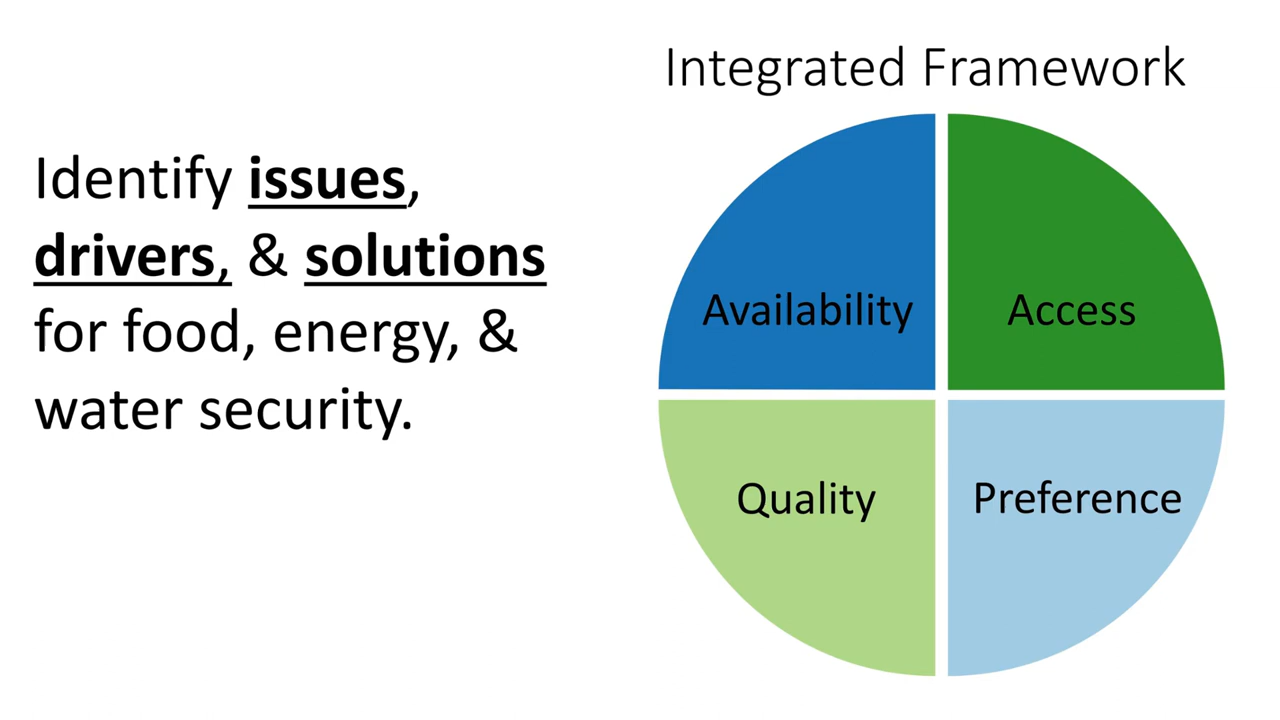 Identify issues,
drivers, & solutions
for food, energy, &
water security.
Integrated Framework
Availability
Access
Quality
Preference